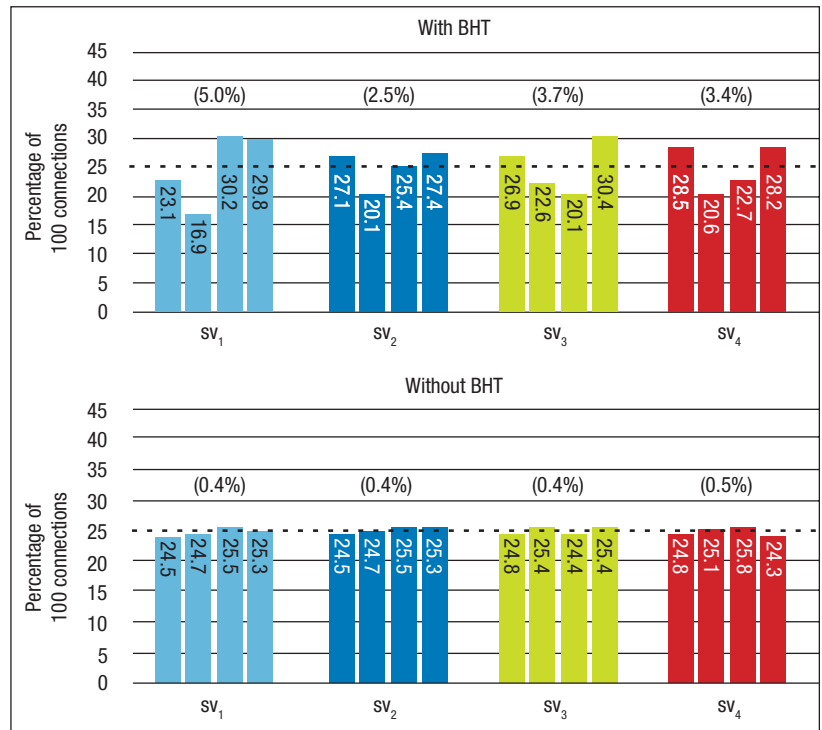 With BHT
Percentage of
100 connections
45
40
35
30
25
20
15
10
5
0
(5.0%) (2.5%) (3.7%) (3.4%)
23.1 16.9 30.2 29.8 27.1 20.1 25.4 27.4 26.9 22.6 20.1 30.4 28.5 20.6 22.7 28.2
sv1 sv2 sv3 sv4
Without BHT
Percentage of
100 connections
45
40
35
30
25
20
15
10
5
0
(0.4%) (0.4%) (0.4%) (0.5%)
24.5 24.7 25.5 25.3 24.5 24.7 25.5 25.3 24.8 25.4 24.4 25.4 24.8 25.1 25.8 24.3
sv1 sv2 sv3 sv4